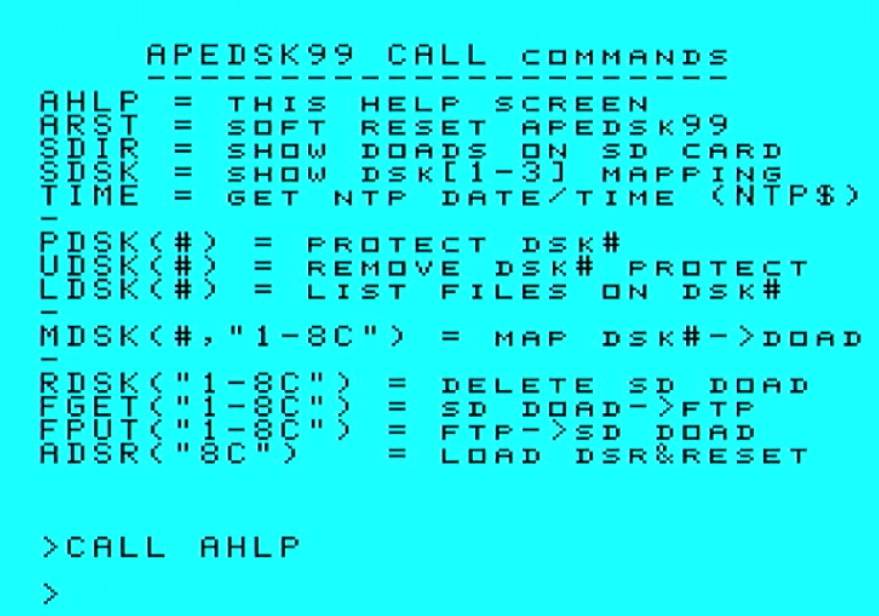 APEDSK99 CALL commands
- - - - - - - - - - - - - - - - - - - - - -
AHLP = this help screen
ARST = soft reset apedsk99
SDIR = show doads on sd card
SDSK = show dsk[1-3] mapping
TIME = get ntp date/time (NTP$)
-
PDSK(#) = protect dsk#
UDSK(#) = remove dsk# protect
LDSK(#) = list files on dsk#
-
MDSK(#,"1-8C") = map dsk#->doad
-
RDSK("1-8C") = delete sd doad
FGET("1-8C") = sd doad->ftp
FPUT("1-8C") = ftp->sd doad
ADSR("8C") = load dsr&reset
>CALL AHLP
>